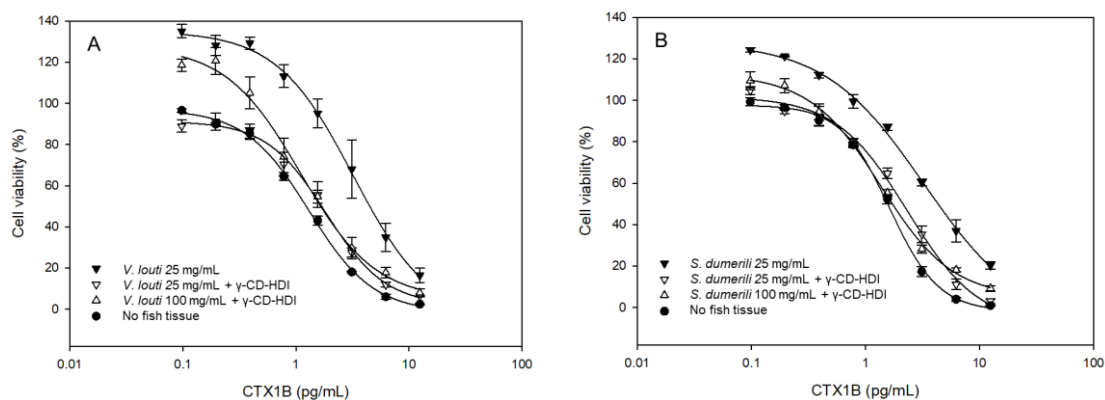 A
140
120
100
80
60
40
20
0
Cell viability (%)
V. louti 25 mg/mL
V. louti 25 mg/mL + γ-CD-HDI
V. louti 100 mg/mL + γ-CD-HDI
No fish tissue
0.01 0.1 1 10 100
CTX1B (pg/mL)
B
140
120
100
80
60
40
20
0
Cell viability (%)
S. dumerili 25 mg/mL
S. dumerili 25 mg/mL + γ-CD-HDI
S. dumerili 100 mg/mL + γ-CD-HDI
No fish tissue
0.01 0.1 1 10 100
CTX1B (pg/mL)